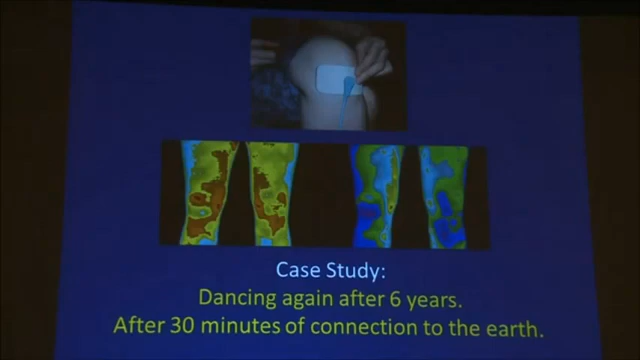 Case Study:
Dancing again after 6 years.
After 30 minutes of connection to the earth.